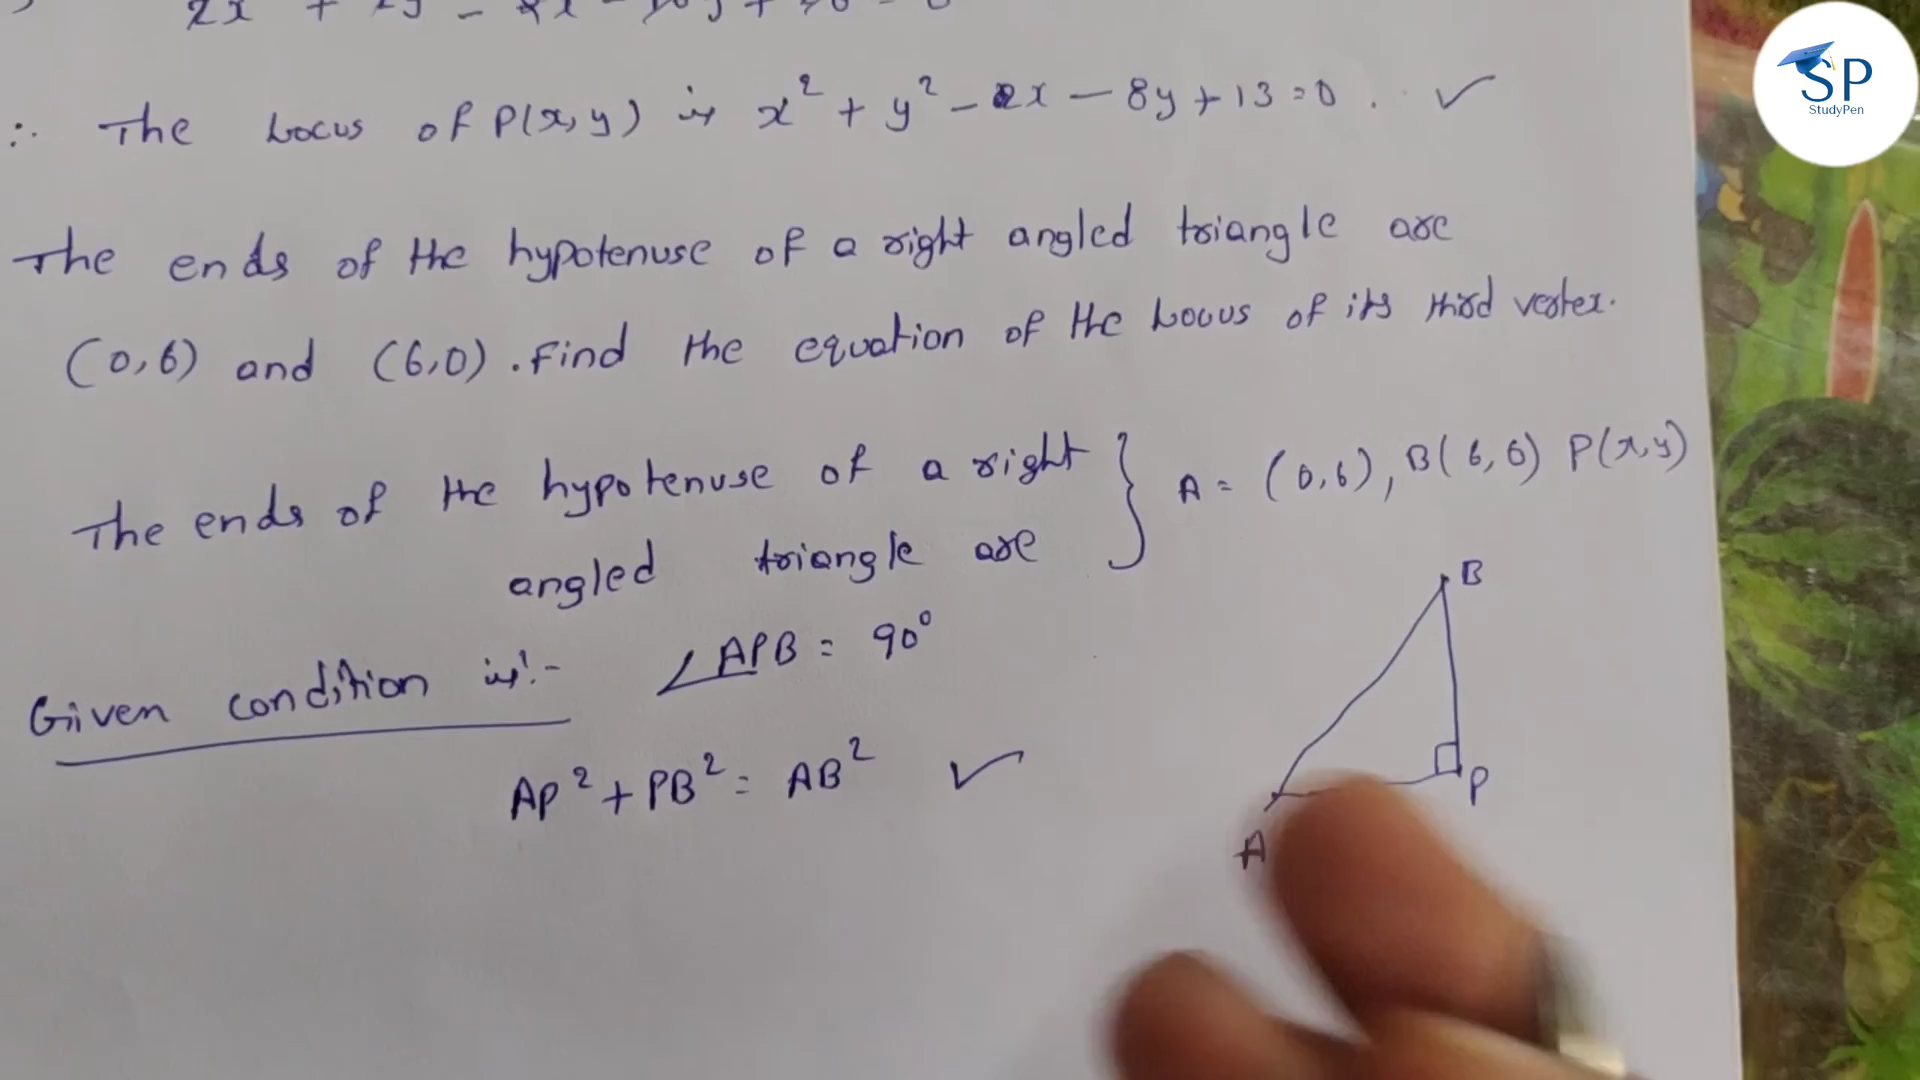 SP
StudyPen
∴ The Locus of P(x,y) is x² + y² - 2x - 8y + 13 = 0 .
The ends of the hypotenuse of a right angled triangle are
(0,6) and (6,0) . Find the equation of the Locus of its third vertex.
The ends of the hypotenuse of a right angled triangle are } A = (0,6), B(6,0) P(x,y)
Given condition is:- ∠APB = 90°
AP² + PB² = AB² ✓
B
P
A